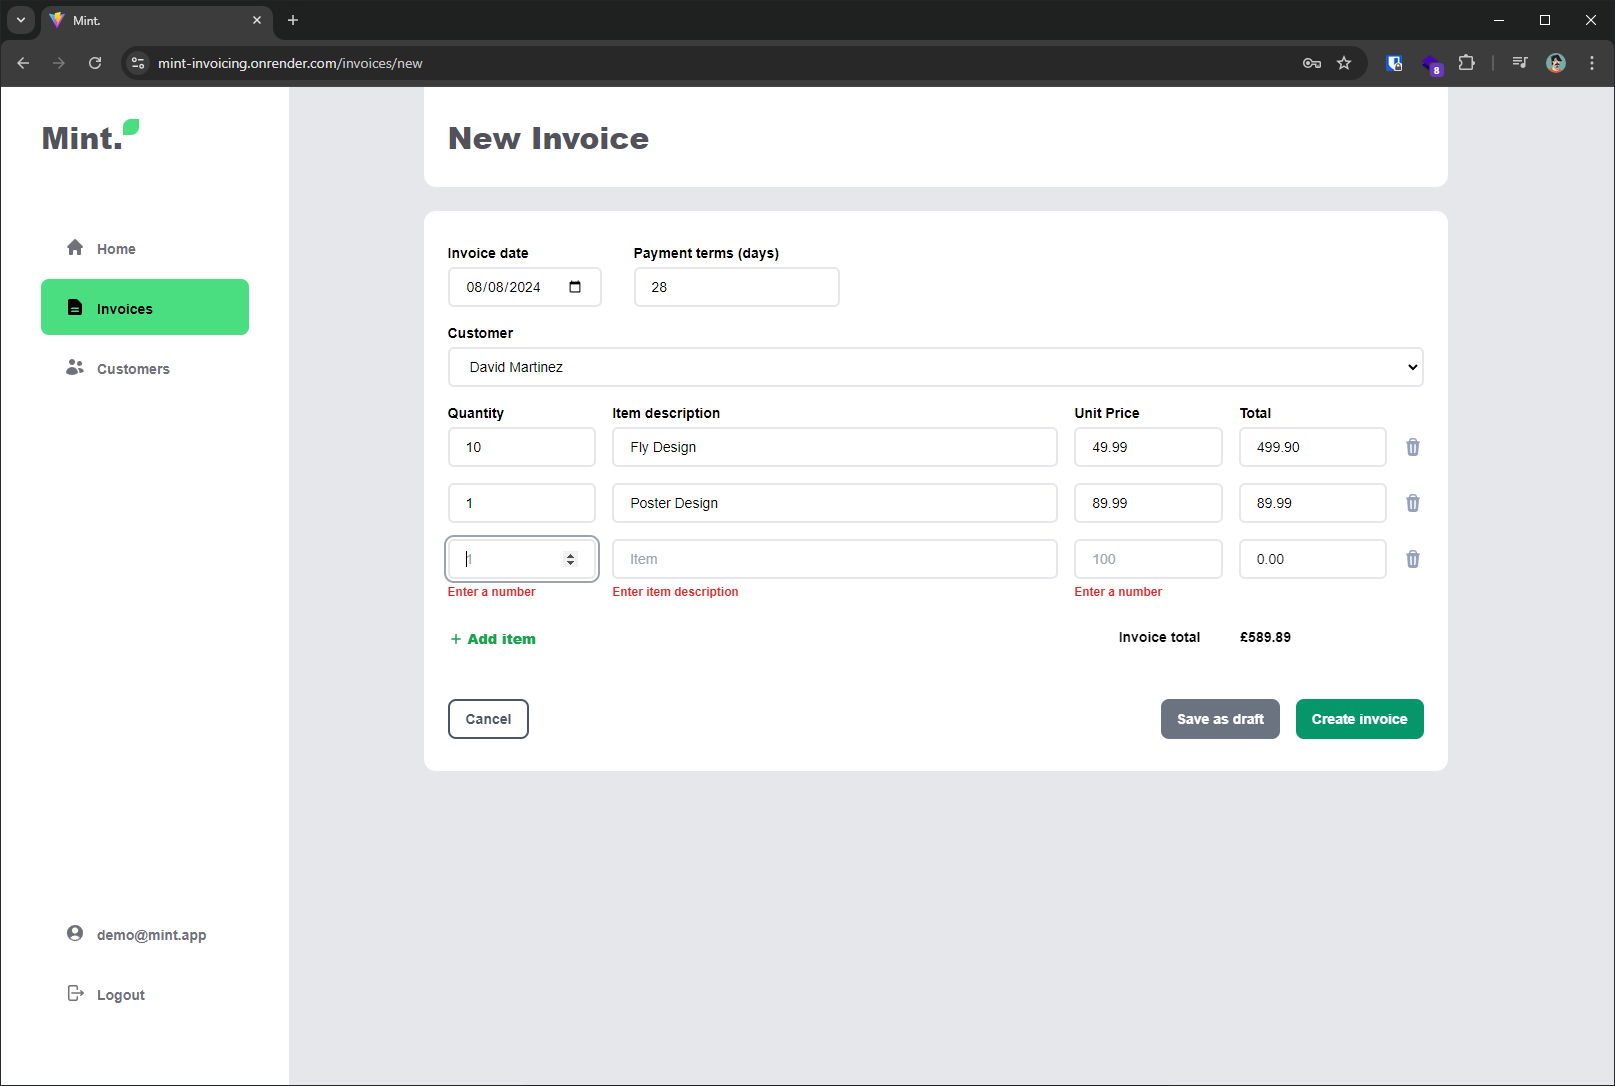 Mint.
mint-invoicing.onrender.com/invoices/new
8
Mint.
New Invoice
Home
Invoices
Customers
Invoice date
Payment terms (days)
08/08/2024
28
Customer
David Martinez
Quantity
Item description
Unit Price
Total
10
Fly Design
49.99
499.90
1
Poster Design
89.99
89.99
1
Item
100
0.00
Enter a number
Enter item description
Enter a number
+ Add item
Invoice total
£589.89
Cancel
Save as draft
Create invoice
demo@mint.app
Logout